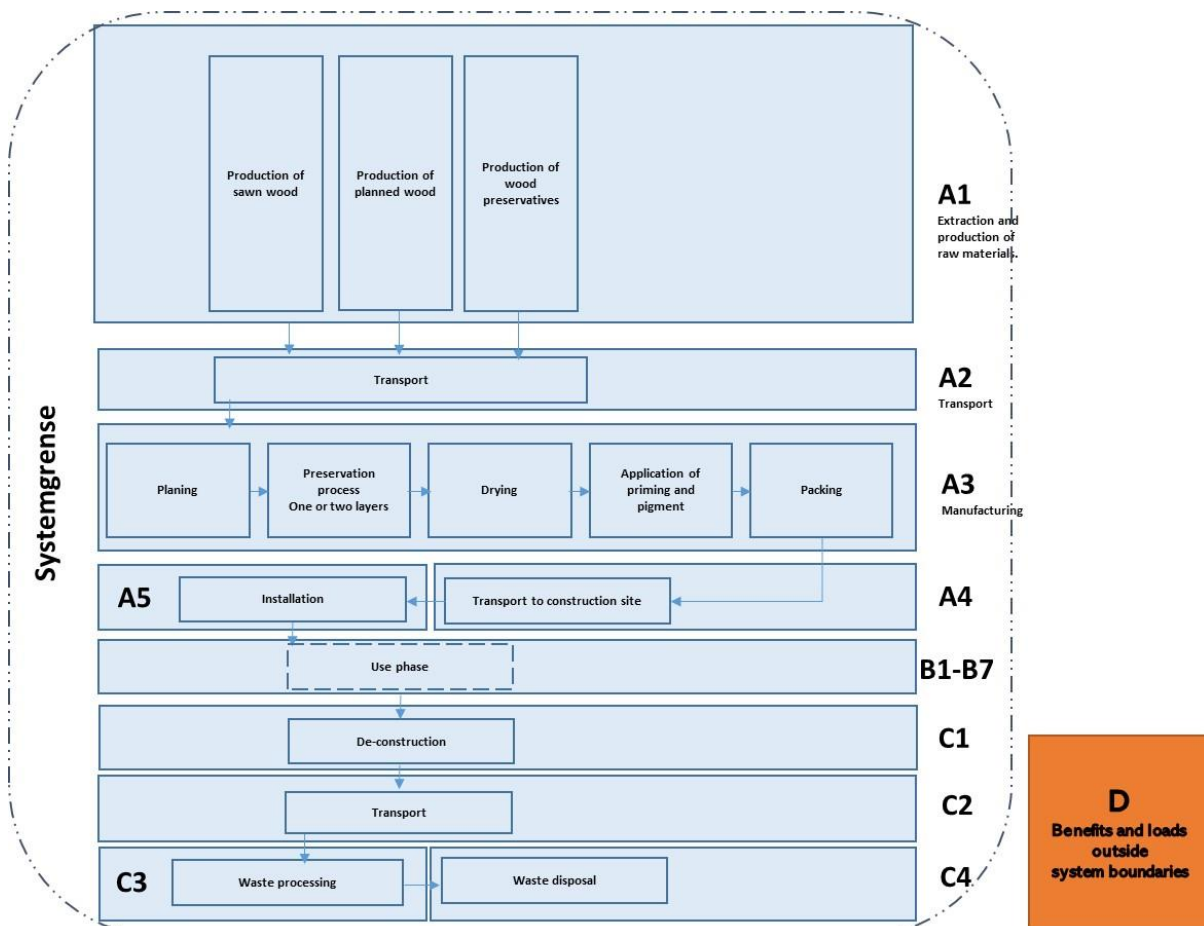 Systemgrense
Production of
sawn wood
Production of
planned wood
Production of
wood
preservatives
A1
Extraction and
production of
raw materials.
Transport
A2
Transport
Planing
Preservation
process
One or two layers
Drying
Application of
priming and
pigment
Packing
A3
Manufacturing
A5
Installation
Transport to construction site
A4
Use phase
B1-B7
De-construction
C1
Transport
C2
C3
Waste processing
Waste disposal
C4
D
Benefits and loads
outside
system boundaries